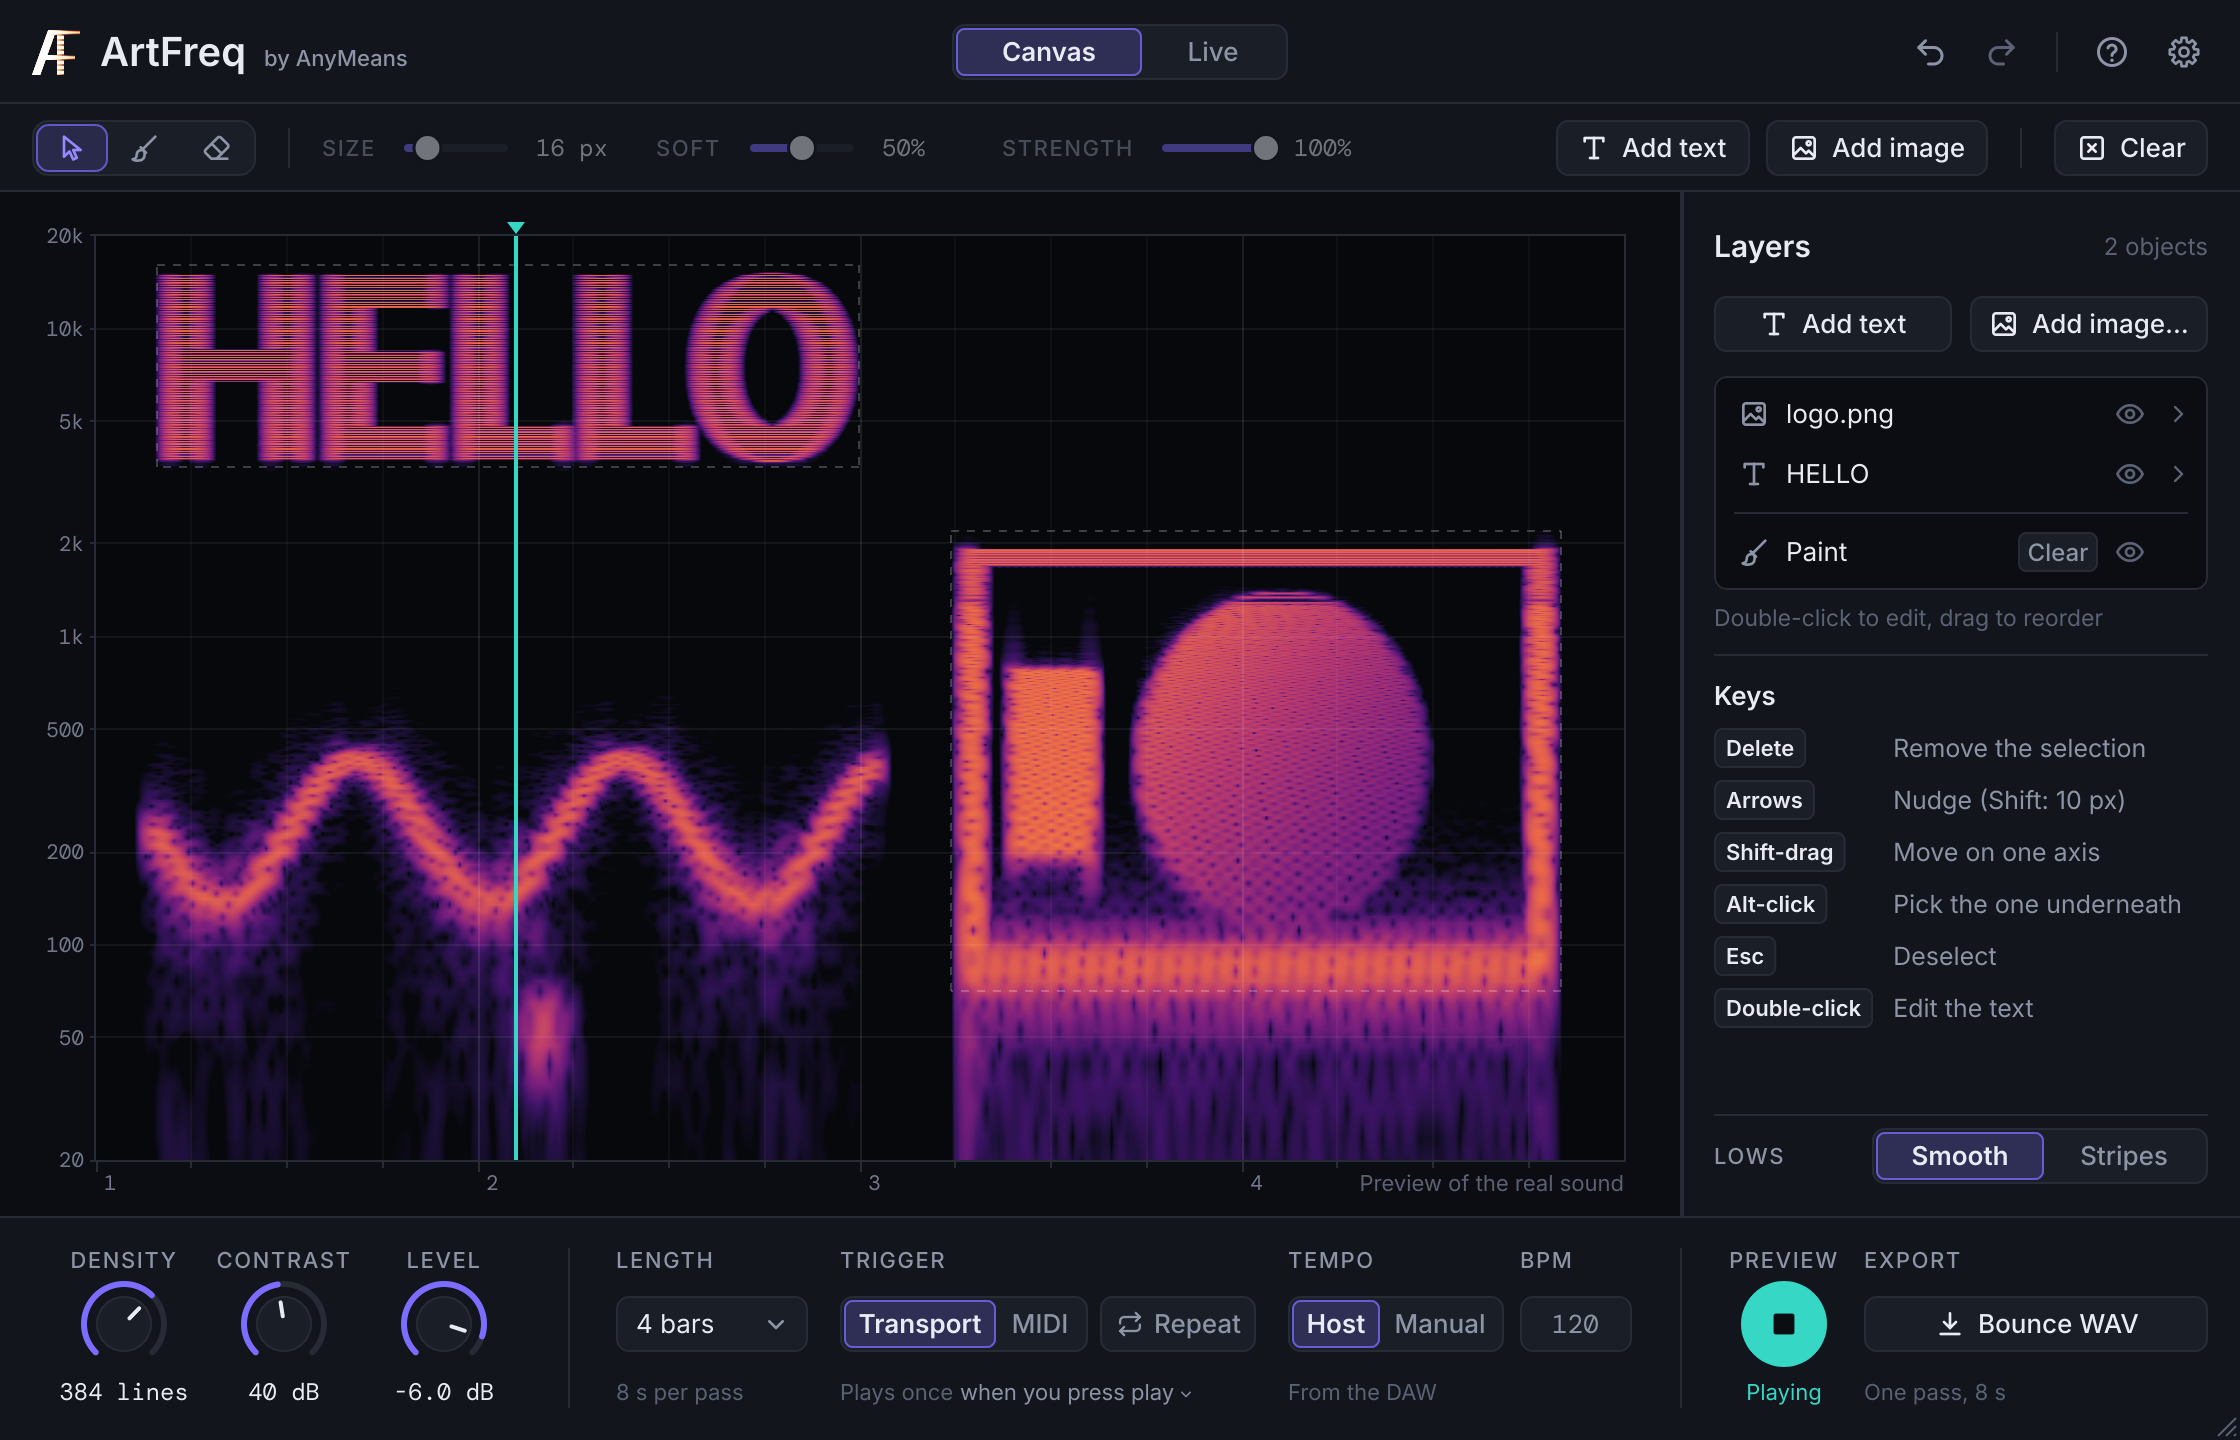 ArtFreq by AnyMeans
Canvas Live
SIZE 16 px SOFT 50% STRENGTH 100%
Add text Add image Clear
20k
10k
5k
2k
1k
500
200
100
50
20
HELLO
1 2 3 4
Preview of the real sound
Layers 2 objects
Add text Add image...
logo.png
HELLO
Paint Clear
Double-click to edit, drag to reorder
Keys
Delete Remove the selection
Arrows Nudge (Shift: 10 px)
Shift-drag Move on one axis
Alt-click Pick the one underneath
Esc Deselect
Double-click Edit the text
LOWS Smooth Stripes
DENSITY CONTRAST LEVEL LENGTH TRIGGER TEMPO BPM PREVIEW EXPORT
4 bars Transport MIDI Repeat Host Manual 120 Bounce WAV
384 lines 40 dB -6.0 dB 8 s per pass Plays once when you press play From the DAW Playing One pass, 8 s